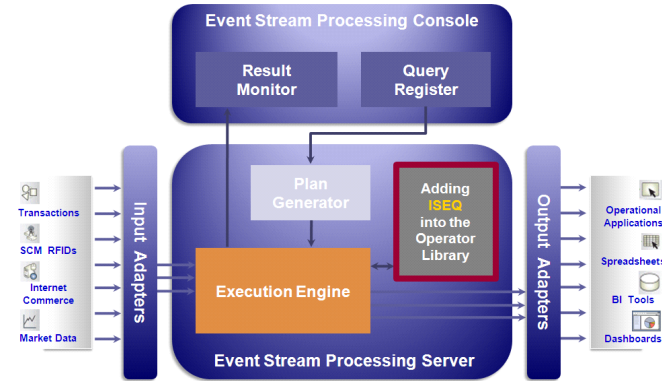 Event Stream Processing Console
Result
Monitor
Query
Register
Plan
Generator
Adding
ISEQ
into the
Operator
Library
Execution Engine
Event Stream Processing Server
Input Adapters
Output Adapters
Transactions
SCM RFIDs
Internet
Commerce
Market Data
Operational
Applications
Spreadsheets
BI Tools
Dashboards